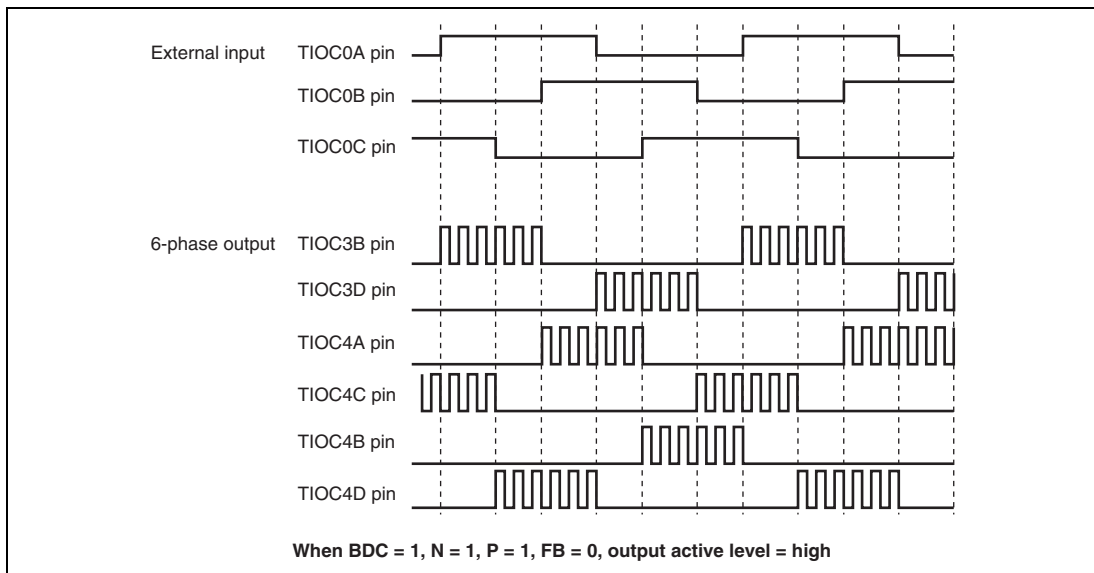 External input TIOC0A pin
TIOC0B pin
TIOC0C pin
6-phase output TIOC3B pin
TIOC3D pin
TIOC4A pin
TIOC4C pin
TIOC4B pin
TIOC4D pin
When BDC = 1, N = 1, P = 1, FB = 0, output active level = high